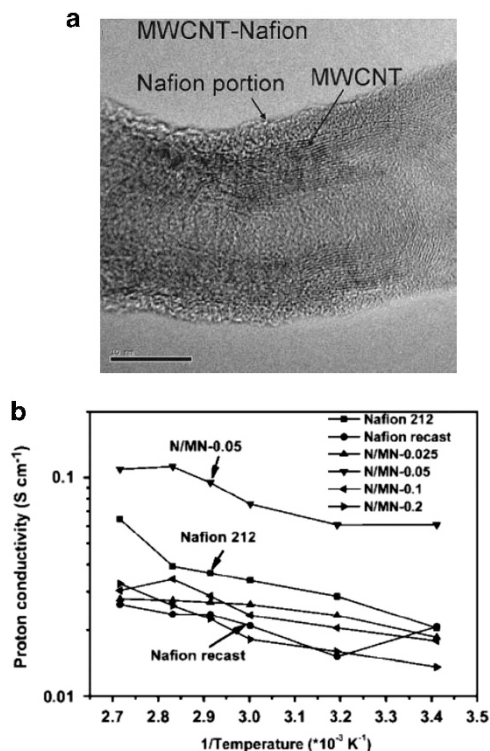 a
MWCNT-Nafion
Nafion portion
MWCNT
10 nm
b
Proton conductivity (S cm⁻¹)
0.1
0.01
N/MN-0.05
Nafion 212
Nafion recast
Nafion 212
Nafion recast
N/MN-0.025
N/MN-0.05
N/MN-0.1
N/MN-0.2
2.7 2.8 2.9 3.0 3.1 3.2 3.3 3.4 3.5
1/Temperature (*10⁻³ K⁻¹)